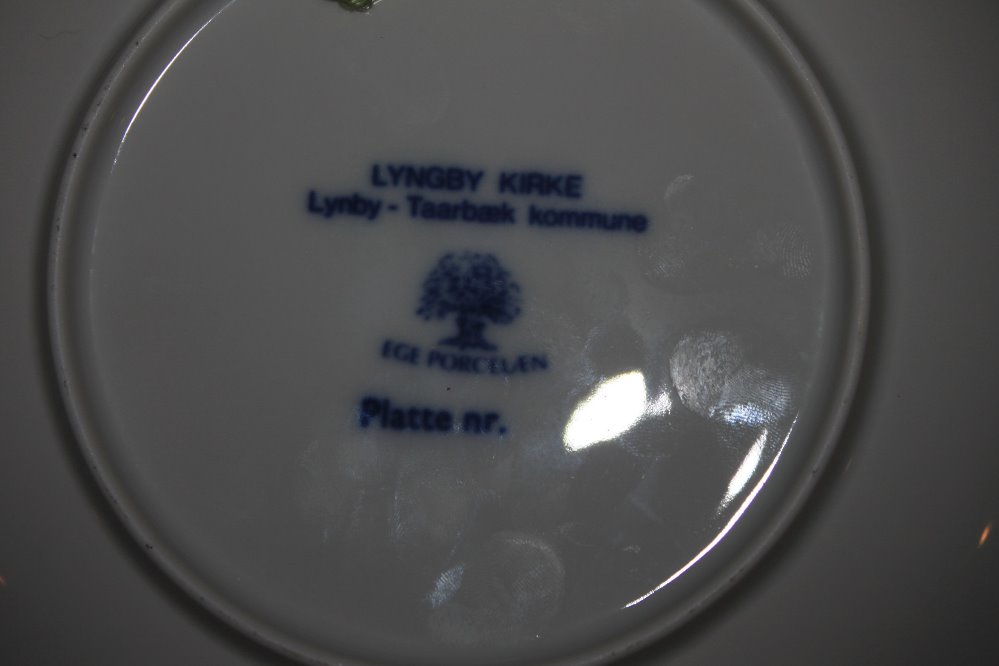 LYNGBY KIRKE
Lynby - Taarbæk kommune
EGE PORCELÆN
Platte nr.